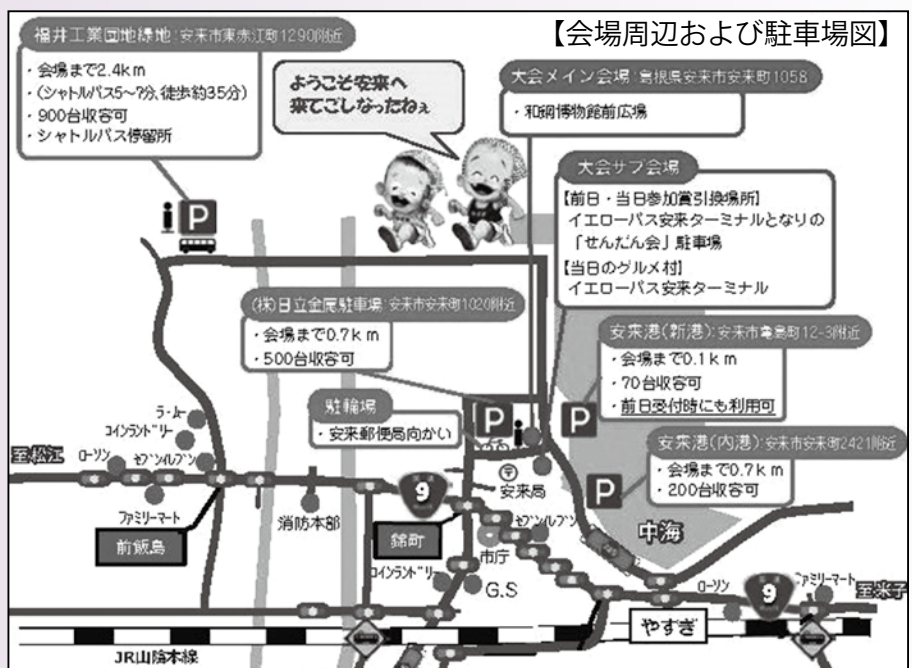 【会場周辺および駐車場図】
福井工業団地緑地:安来市東赤江町1290附近
・会場まで2.4km
・(シャトルバス5~7分、徒歩約35分)
・900台収容可
・シャトルバス停留所
ようこそ安来へ
来てごしなったねぇ
大会メイン会場:島根県安来市安来町1058
・和鋼博物館前広場
大会サブ会場
【前日・当日参加賞引換場所】
イエローバス安来ターミナルとなりの
「せんだん会」駐車場
【当日のグルメ村】
イエローバス安来ターミナル
i P
(株)日立金属駐車場:安来市安来町1020附近
・会場まで0.7km
・500台収容可
安来港(新港):安来市亀島町12-3附近
・会場まで0.1km
・70台収容可
・前日受付時にも利用可
駐輪場
・安来郵便局向かい
P i
P
安来港(内港):安来市安来町2421附近
・会場まで0.7km
・200台収容可
P
ラ・ムー
コインランドリー
至松江
ローソン
セブンイレブン
ファミリーマート
前飯島
消防本部
9
錦町
〒
安来局
セブンイレブン
市庁
コインランドリー
G.S
中海
ローソン
9
ファミリーマート
至米子
やすぎ
JR山陰本線